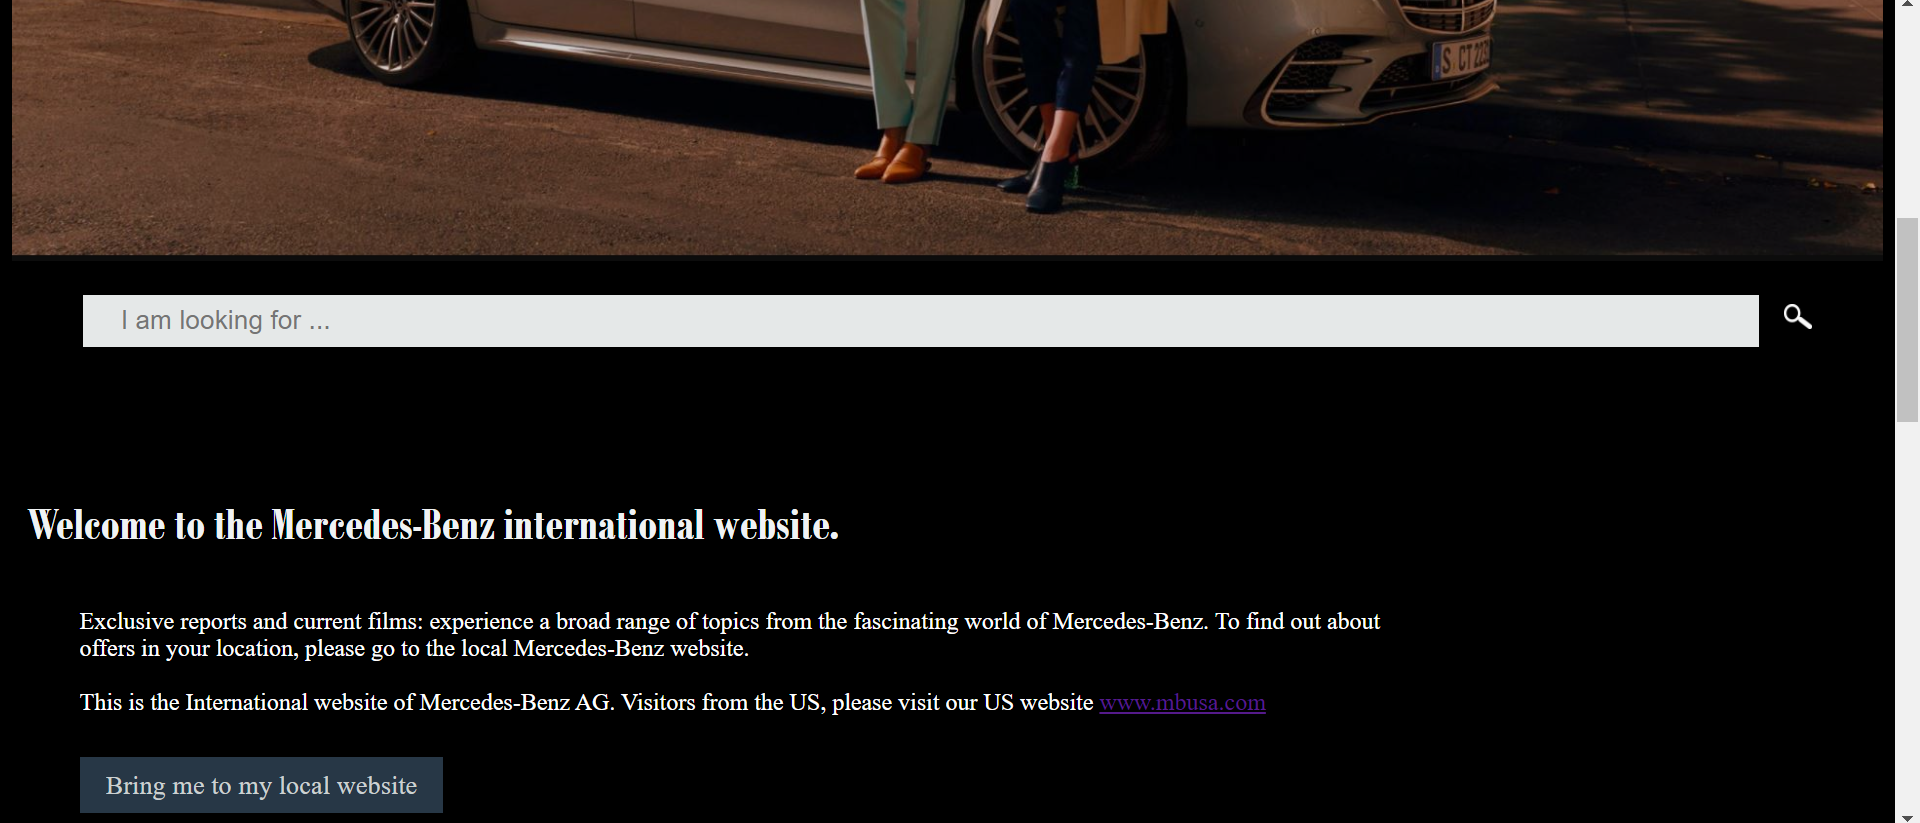 S CT 22
I am looking for ...
Welcome to the Mercedes-Benz international website.
Exclusive reports and current films: experience a broad range of topics from the fascinating world of Mercedes-Benz. To find out about
offers in your location, please go to the local Mercedes-Benz website.
This is the International website of Mercedes-Benz AG. Visitors from the US, please visit our US website www.mbusa.com
Bring me to my local website